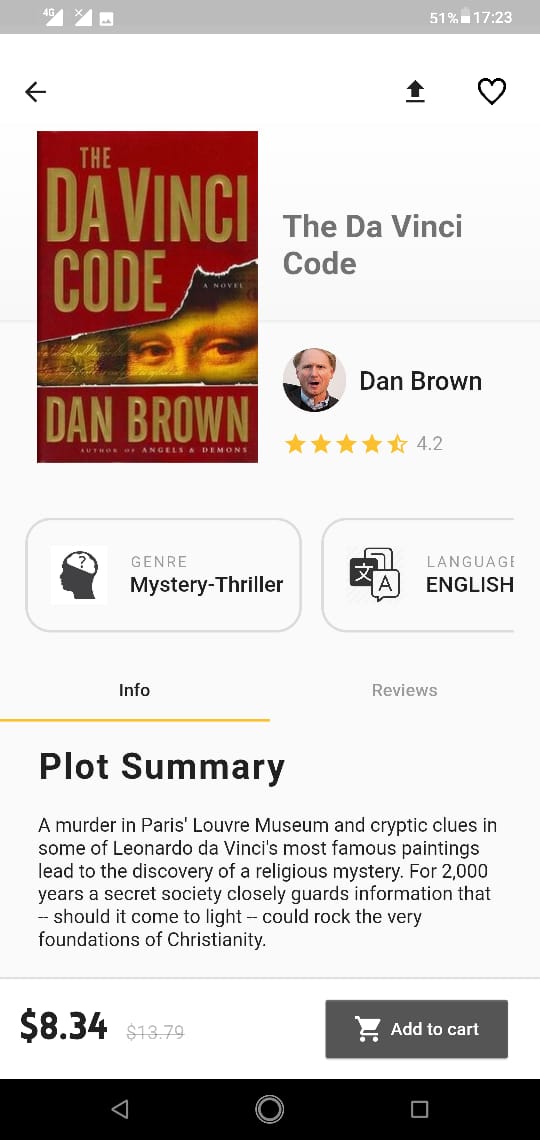 4G 51% 17:23
THE
DA VINCI
CODE
A NOVEL
DAN BROWN
AUTHOR OF ANGELS & DEMONS
The Da Vinci
Code
Dan Brown
4.2
?
GENRE
Mystery-Thriller
文 A
LANGUAGE
ENGLISH
Info Reviews
Plot Summary
A murder in Paris' Louvre Museum and cryptic clues in
some of Leonardo da Vinci's most famous paintings
lead to the discovery of a religious mystery. For 2,000
years a secret society closely guards information that
-- should it come to light -- could rock the very
foundations of Christianity.
$8.34 $13.79 Add to cart